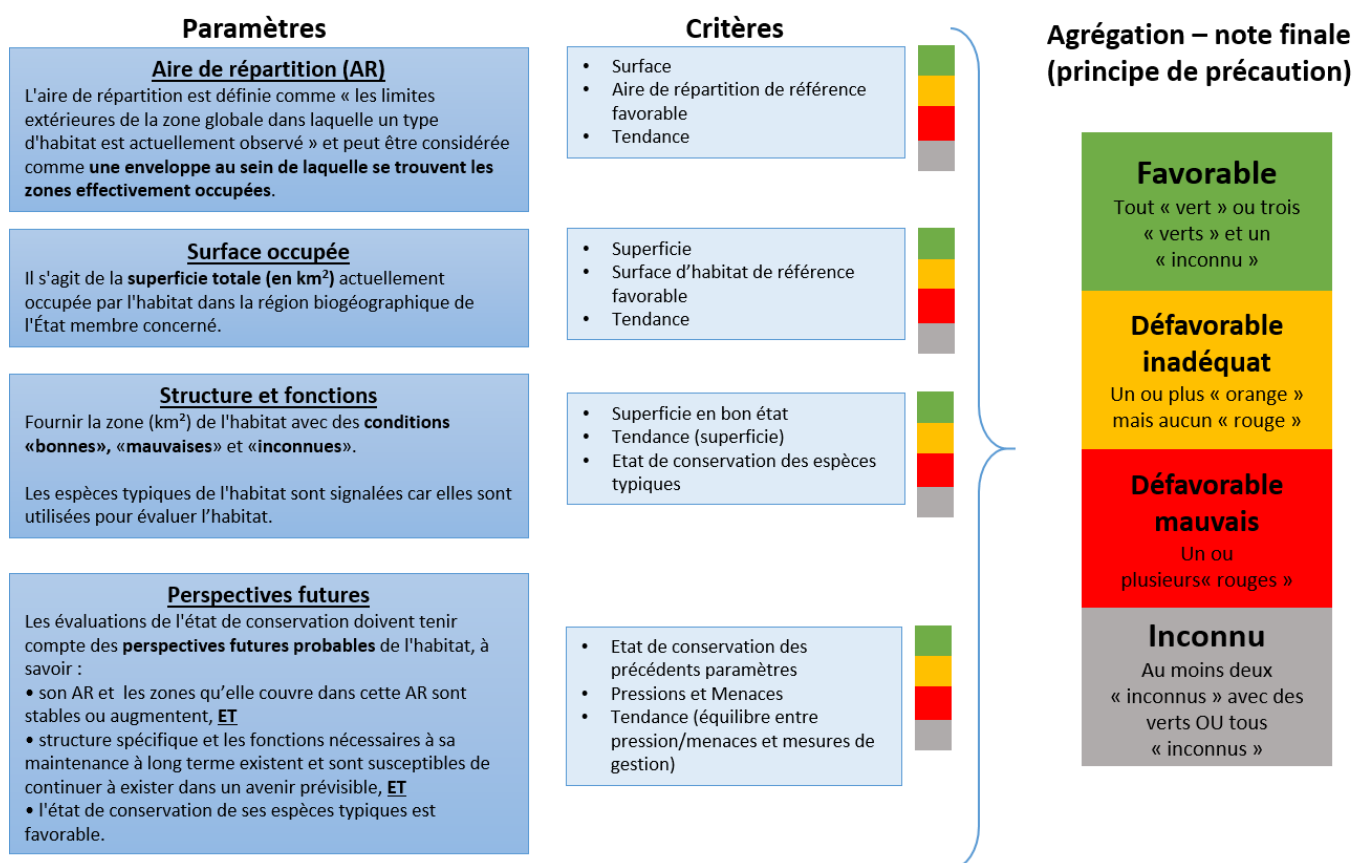 Paramètres
Aire de répartition (AR)
L'aire de répartition est définie comme « les limites
extérieures de la zone globale dans laquelle un type
d'habitat est actuellement observé » et peut être considérée
comme une enveloppe au sein de laquelle se trouvent les
zones effectivement occupées.
Surface occupée
Il s'agit de la superficie totale (en km²) actuellement
occupée par l'habitat dans la région biogéographique de
l'État membre concerné.
Structure et fonctions
Fournir la zone (km²) de l'habitat avec des conditions
«bonnes», «mauvaises» et «inconnues».
Les espèces typiques de l'habitat sont signalées car elles sont
utilisées pour évaluer l’habitat.
Perspectives futures
Les évaluations de l'état de conservation doivent tenir
compte des perspectives futures probables de l'habitat, à
savoir :
• son AR et les zones qu’elle couvre dans cette AR sont
stables ou augmentent, ET
• structure spécifique et les fonctions nécessaires à sa
maintenance à long terme existent et sont susceptibles de
continuer à exister dans un avenir prévisible, ET
• l'état de conservation de ses espèces typiques est
favorable.
Critères
• Surface
• Aire de répartition de référence
favorable
• Tendance
• Superficie
• Surface d’habitat de référence
favorable
• Tendance
• Superficie en bon état
• Tendance (superficie)
• Etat de conservation des espèces
typiques
• Etat de conservation des
précédents paramètres
• Pressions et Menaces
• Tendance (équilibre entre
pression/menaces et mesures de
gestion)
Agrégation – note finale
(principe de précaution)
Favorable
Tout « vert » ou trois
« verts » et un
« inconnu »
Défavorable
inadéquat
Un ou plus « orange »
mais aucun « rouge »
Défavorable
mauvais
Un ou
plusieurs« rouges »
Inconnu
Au moins deux
« inconnus » avec des
verts OU tous
« inconnus »